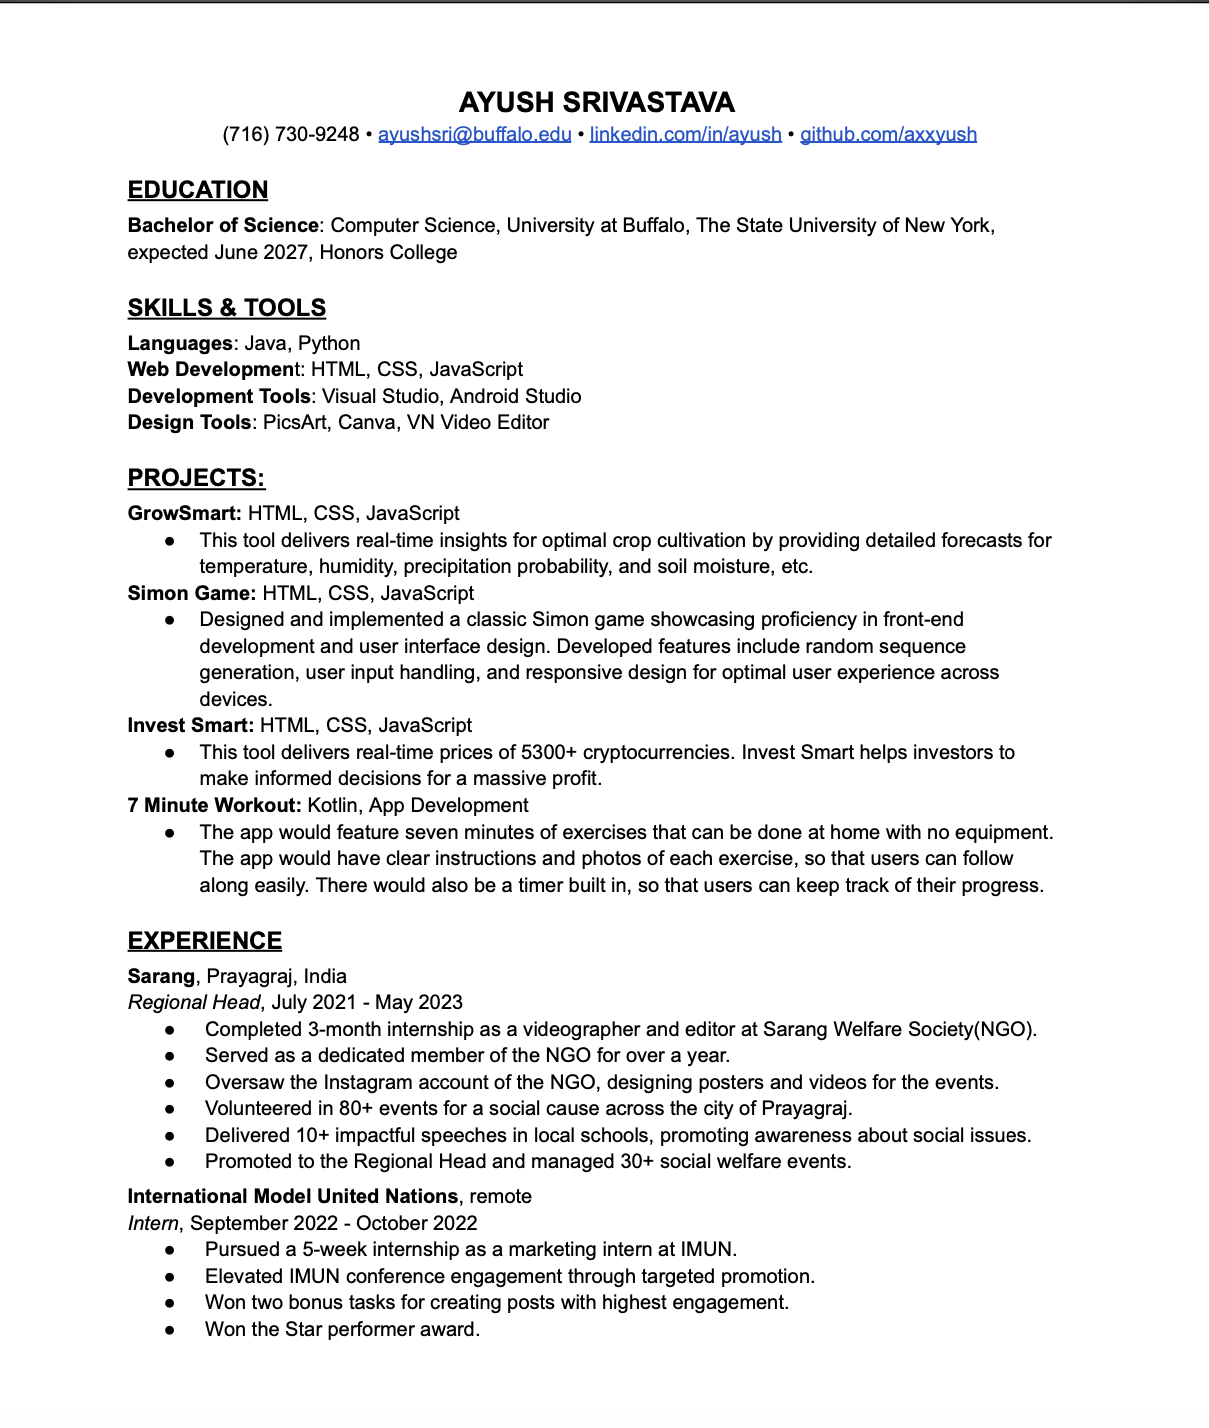 AYUSH SRIVASTAVA
(716) 730-9248 • ayushsri@buffalo.edu • linkedin.com/in/ayush • github.com/axxyush
EDUCATION
Bachelor of Science: Computer Science, University at Buffalo, The State University of New York,
expected June 2027, Honors College
SKILLS & TOOLS
Languages: Java, Python
Web Development: HTML, CSS, JavaScript
Development Tools: Visual Studio, Android Studio
Design Tools: PicsArt, Canva, VN Video Editor
PROJECTS:
GrowSmart: HTML, CSS, JavaScript
● This tool delivers real-time insights for optimal crop cultivation by providing detailed forecasts for
temperature, humidity, precipitation probability, and soil moisture, etc.
Simon Game: HTML, CSS, JavaScript
● Designed and implemented a classic Simon game showcasing proficiency in front-end
development and user interface design. Developed features include random sequence
generation, user input handling, and responsive design for optimal user experience across
devices.
Invest Smart: HTML, CSS, JavaScript
● This tool delivers real-time prices of 5300+ cryptocurrencies. Invest Smart helps investors to
make informed decisions for a massive profit.
7 Minute Workout: Kotlin, App Development
● The app would feature seven minutes of exercises that can be done at home with no equipment.
The app would have clear instructions and photos of each exercise, so that users can follow
along easily. There would also be a timer built in, so that users can keep track of their progress.
EXPERIENCE
Sarang, Prayagraj, India
Regional Head, July 2021 - May 2023
● Completed 3-month internship as a videographer and editor at Sarang Welfare Society(NGO).
● Served as a dedicated member of the NGO for over a year.
● Oversaw the Instagram account of the NGO, designing posters and videos for the events.
● Volunteered in 80+ events for a social cause across the city of Prayagraj.
● Delivered 10+ impactful speeches in local schools, promoting awareness about social issues.
● Promoted to the Regional Head and managed 30+ social welfare events.
International Model United Nations, remote
Intern, September 2022 - October 2022
● Pursued a 5-week internship as a marketing intern at IMUN.
● Elevated IMUN conference engagement through targeted promotion.
● Won two bonus tasks for creating posts with highest engagement.
● Won the Star performer award.